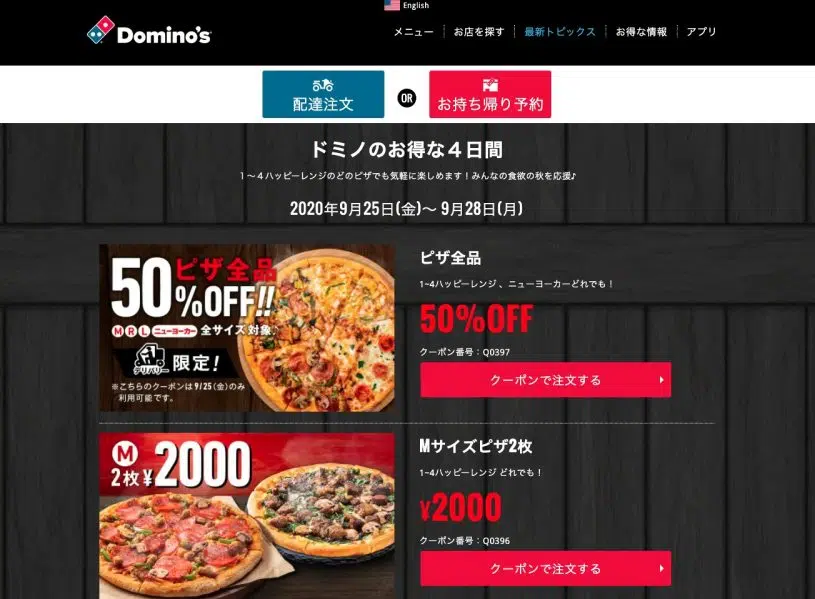 English
Domino's
メニュー
お店を探す
最新トピックス
お得な情報
アプリ
配達注文
OR
お持ち帰り予約
ドミノのお得な4日間
1~4ハッピーレンジのどのピザでも気軽に楽しめます!みんなの食欲の秋を応援♪
2020年9月25日(金)~ 9月28日(月)
ピザ全品
50%OFF!!
M R L ニューヨーカー 全サイズ対象♪
デリバリー 限定!
※こちらのクーポンは9/25(金)のみ
利用可能です。
ピザ全品
1~4ハッピーレンジ 、ニューヨーカーどれでも!
50%OFF
クーポン番号:Q0397
クーポンで注文する
M
2枚¥2000
Mサイズピザ2枚
1~4ハッピーレンジ どれでも!
¥2000
クーポン番号:Q0396
クーポンで注文する